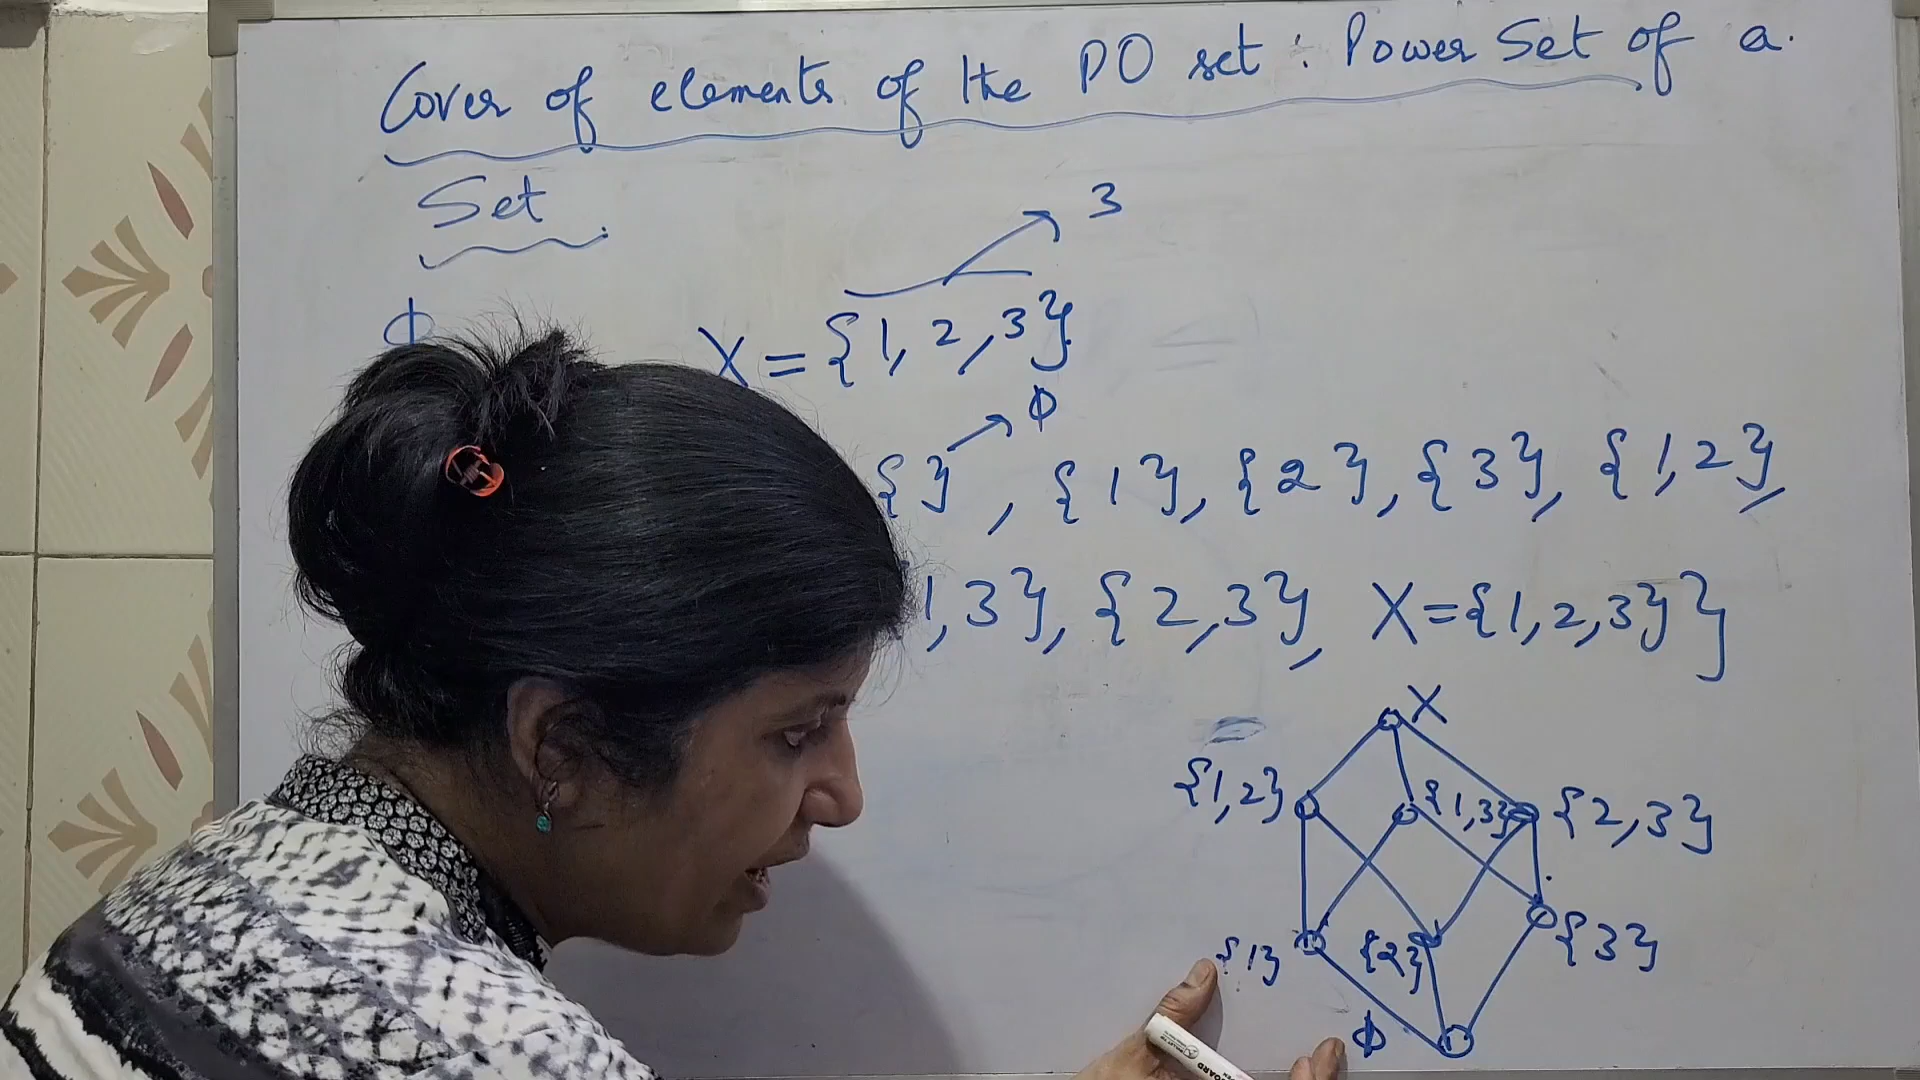 Cover of elements of the PO set : Power Set of a
Set
3
ϕ
X = {1, 2, 3}
ϕ
{ } , {1}, {2}, {3}, {1,2},
1,3}, {2,3}, X={1,2,3}}
X
{1,2} {1,3} {2,3}
{1} {2} {3}
ϕ